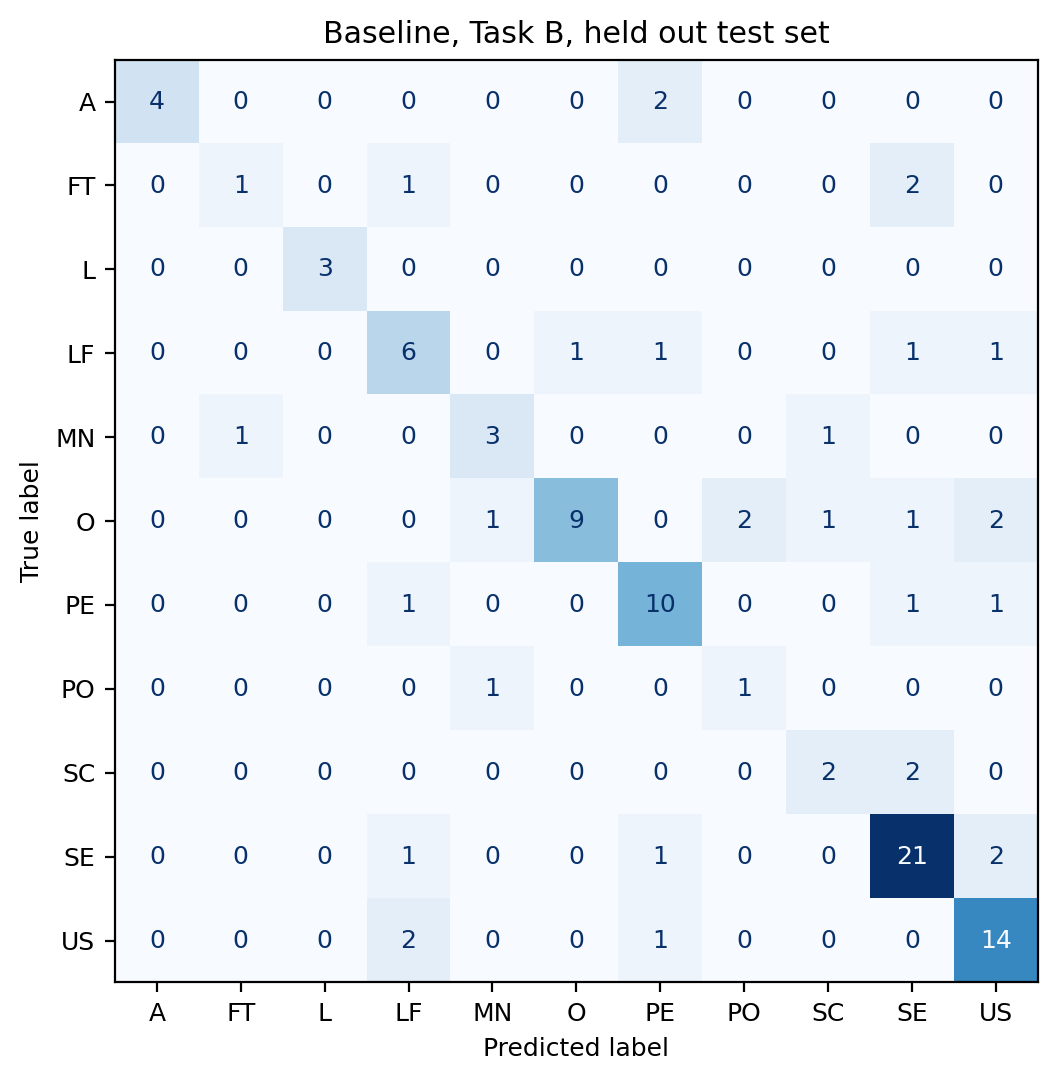 Baseline, Task B, held out test set
A 4 0 0 0 0 0 2 0 0 0 0
FT 0 1 0 1 0 0 0 0 0 2 0
L 0 0 3 0 0 0 0 0 0 0 0
LF 0 0 0 6 0 1 1 0 0 1 1
MN 0 1 0 0 3 0 0 0 1 0 0
O 0 0 0 0 1 9 0 2 1 1 2
PE 0 0 0 1 0 0 10 0 0 1 1
PO 0 0 0 0 1 0 0 1 0 0 0
SC 0 0 0 0 0 0 0 0 2 2 0
SE 0 0 0 1 0 0 1 0 0 21 2
US 0 0 0 2 0 0 1 0 0 0 14
True label
A FT L LF MN O PE PO SC SE US
Predicted label